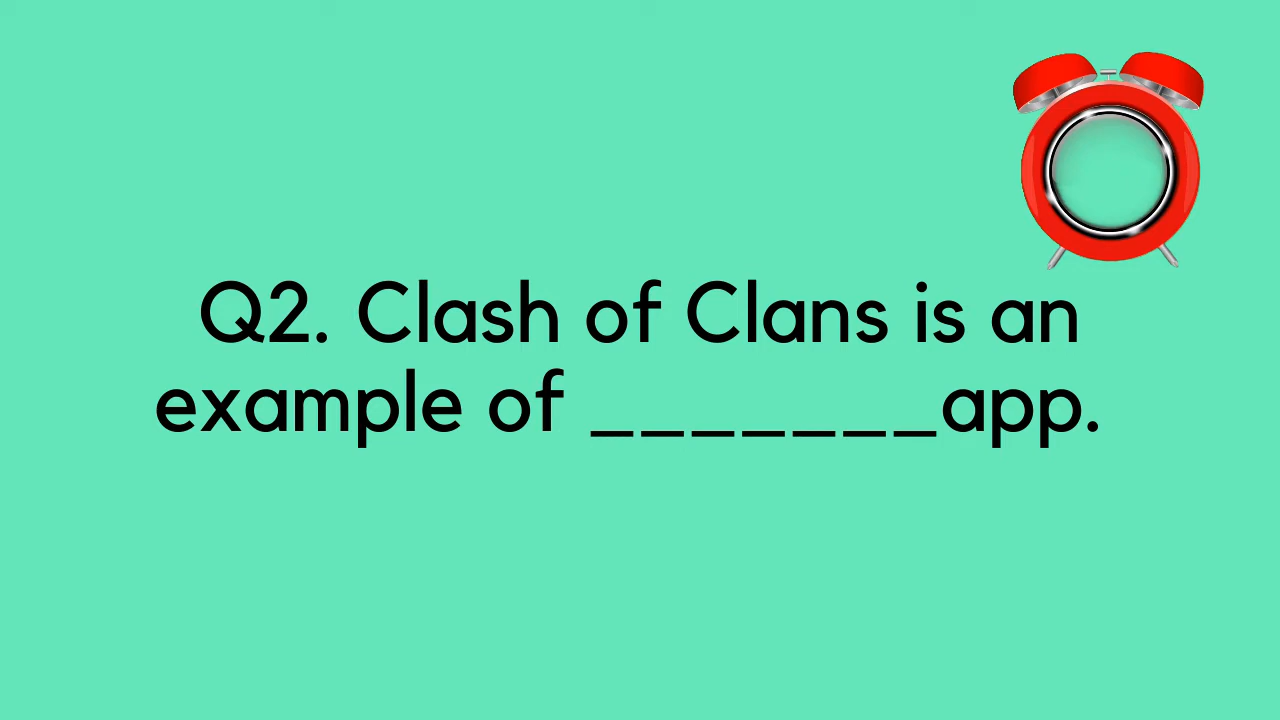 Q2. Clash of Clans is an
example of _______app.